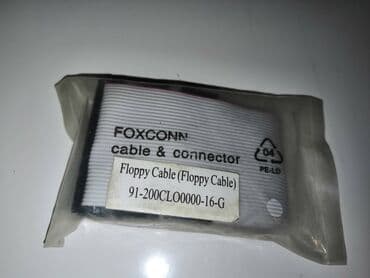 FOXCONN
cable & connector
04
PE-LD
Floppy Cable (Floppy Cable)
91-200CLO0000-16-G